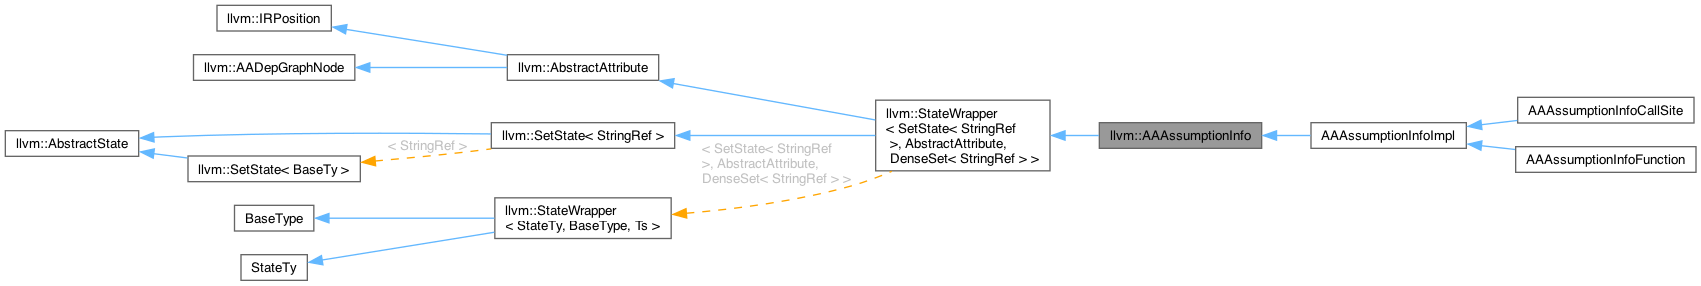 llvm::IRPosition
llvm::AADepGraphNode
llvm::AbstractAttribute
llvm::AbstractState
llvm::SetState< StringRef >
llvm::SetState< BaseTy >
< StringRef >
< SetState< StringRef
>, AbstractAttribute,
DenseSet< StringRef > >
llvm::StateWrapper
< SetState< StringRef
>, AbstractAttribute,
DenseSet< StringRef > >
llvm::AAAssumptionInfo
AAAssumptionInfoImpl
AAAssumptionInfoCallSite
AAAssumptionInfoFunction
BaseType
llvm::StateWrapper
< StateTy, BaseType, Ts >
StateTy